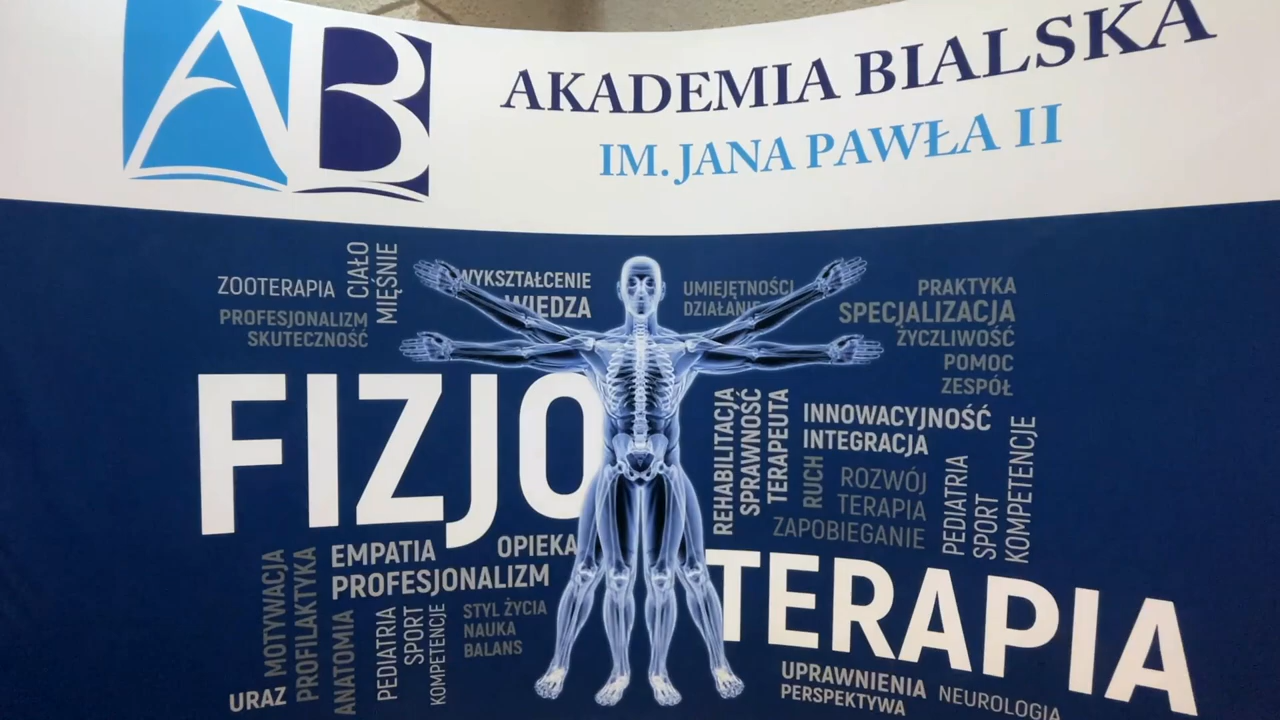 AB
AKADEMIA BIALSKA
IM. JANA PAWŁA II
ZOOTERAPIA
CIAŁO
MIĘŚNIE
PROFESJONALIZM
SKUTECZNOŚĆ
WYKSZTAŁCENIE
WIEDZA
UMIEJĘTNOŚCI
DZIAŁANIE
PRAKTYKA
SPECJALIZACJA
ŻYCZLIWOŚĆ
POMOC
ZESPÓŁ
FIZJO
REHABILITACJA
SPRAWNOŚĆ
TERAPEUTA
INNOWACYJNOŚĆ
INTEGRACJA
RUCH
ROZWÓJ
TERAPIA
ZAPOBIEGANIE
PEDIATRIA
SPORT
KOMPETENCJE
MOTYWACJA
PROFILAKTYKA
EMPATIA
OPIEKA
PROFESJONALIZM
URAZ
ANATOMIA
PEDIATRIA
SPORT
KOMPETENCJE
STYL ŻYCIA
NAUKA
BALANS
TERAPIA
UPRAWNIENIA
PERSPEKTYWA
NEUROLOGIA